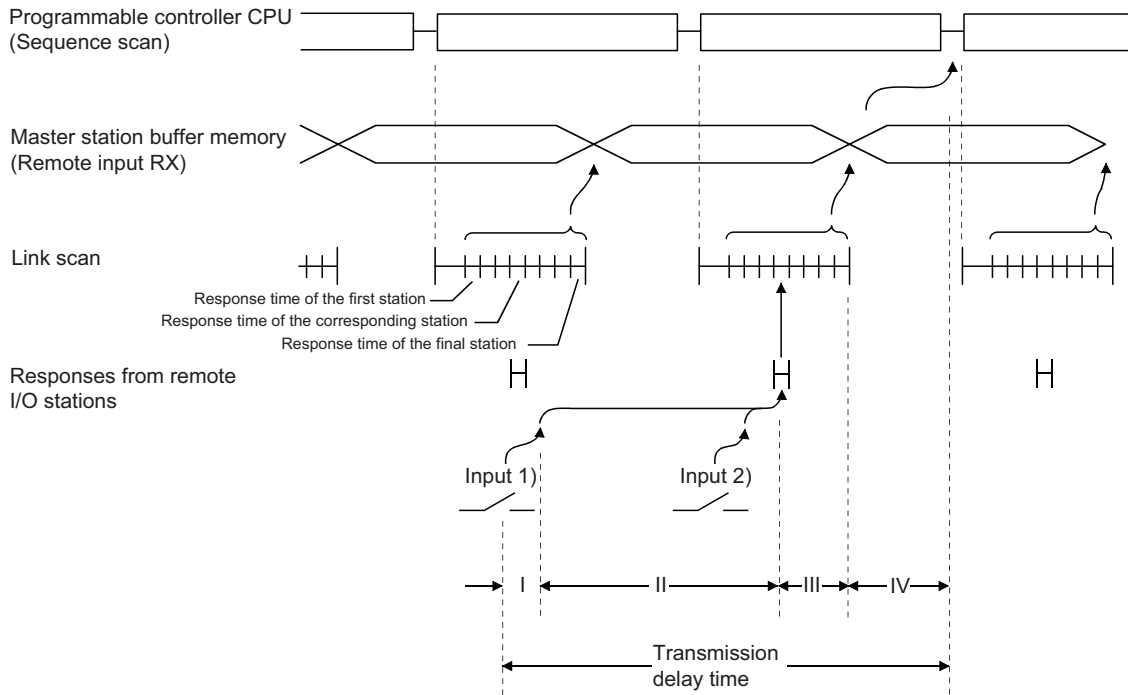 Programmable controller CPU
(Sequence scan)
Master station buffer memory
(Remote input RX)
Link scan
Response time of the first station
Response time of the corresponding station
Response time of the final station
Responses from remote
I/O stations
Input 1)
Input 2)
I
II
III
IV
Transmission
delay time